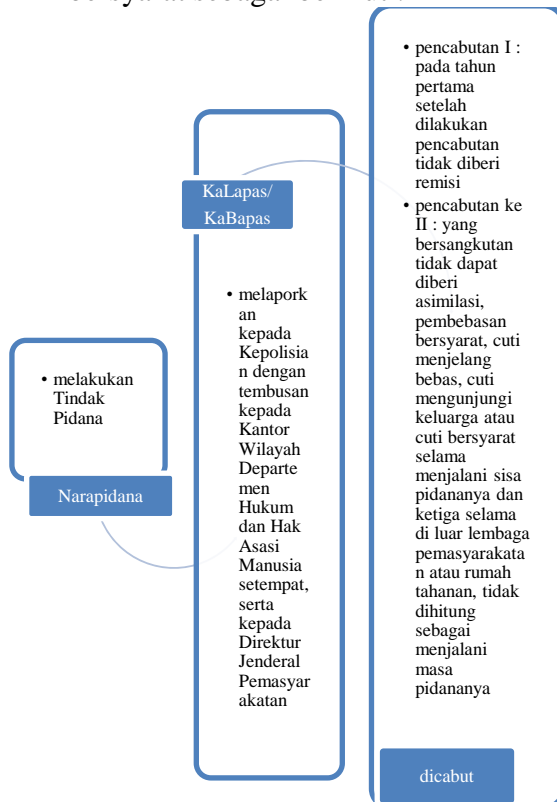 • melakukan
Tindak
Pidana
Narapidana
KaLapas/
KaBapas
• melapork
an
kepada
Kepolisia
n dengan
tembusan
kepada
Kantor
Wilayah
Departe
men
Hukum
dan Hak
Asasi
Manusia
setempat,
serta
kepada
Direktur
Jenderal
Pemasyar
akatan
• pencabutan I :
pada tahun
pertama
setelah
dilakukan
pencabutan
tidak diberi
remisi
• pencabutan ke
II : yang
bersangkutan
tidak dapat
diberi
asimilasi,
pembebasan
bersyarat, cuti
menjelang
bebas, cuti
mengunjungi
keluarga atau
cuti bersyarat
selama
menjalani sisa
pidananya dan
ketiga selama
di luar lembaga
pemasyarakata
n atau rumah
tahanan, tidak
dihitung
sebagai
menjalani
masa
pidananya
dicabut